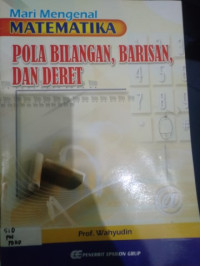 Mari Mengenal
MATEMATIKA
POLA BILANGAN, BARISAN,
DAN DERET
Prof. Wahyudin